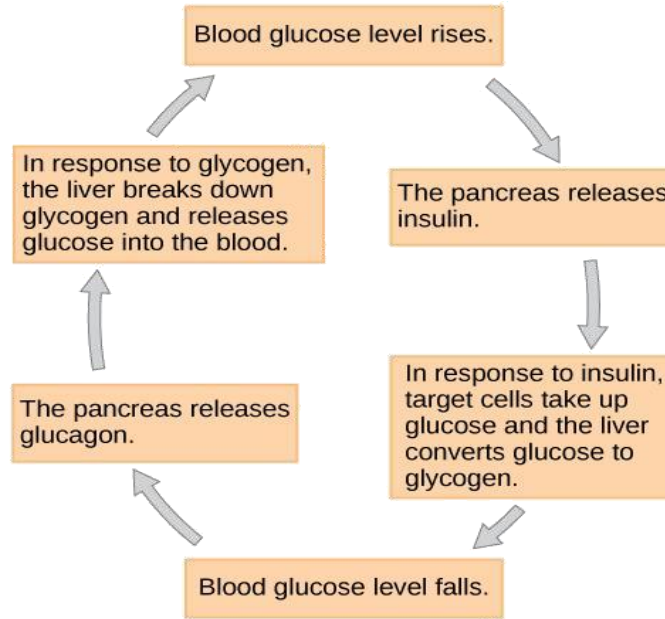 Blood glucose level rises.
The pancreas releases
insulin.
In response to insulin,
target cells take up
glucose and the liver
converts glucose to
glycogen.
Blood glucose level falls.
The pancreas releases
glucagon.
In response to glycogen,
the liver breaks down
glycogen and releases
glucose into the blood.